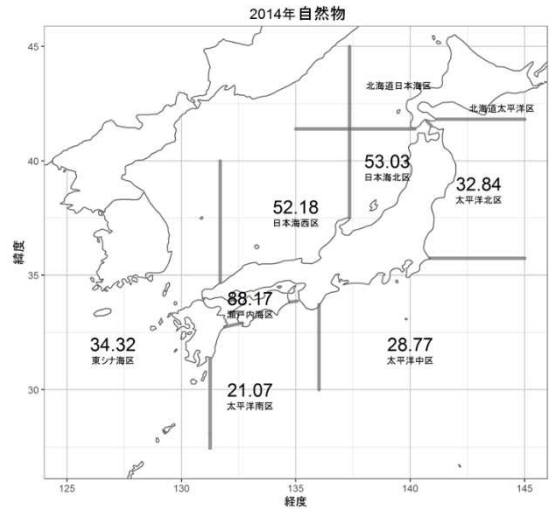 2014年 自然物
45
40
35
30
緯度
北海道日本海区
北海道太平洋区
53.03
日本海北区
32.84
太平洋北区
52.18
日本海西区
88.17
瀬戸内海区
34.32
東シナ海区
28.77
太平洋中区
21.07
太平洋南区
125
130
135
140
145
経度